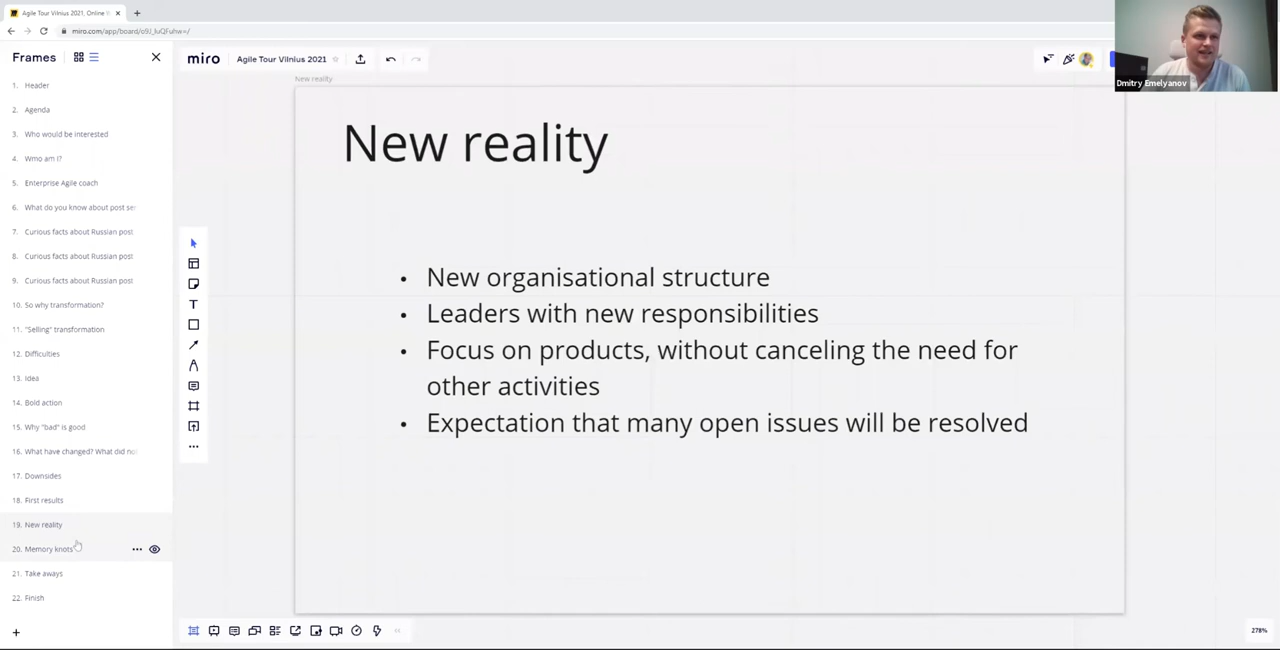 Agile Tour Vilnius 2021, Online
miro.com/app/board/o9J_luQFuhw=/
Frames
miro
Agile Tour Vilnius 2021
Dmitry Emelyanov
New reality
1. Header
2. Agenda
3. Who would be interested
4. Wmo am I?
5. Enterprise Agile coach
6. What do you know about post ser
7. Curious facts about Russian post
8. Curious facts about Russian post
9. Curious facts about Russian post
10. So why transformation?
11. "Selling" transformation
12. Difficulties
13. Idea
14. Bold action
15. Why "bad" is good
16. What have changed? What did no
17. Downsides
18. First results
19. New reality
20. Memory knots
21. Take aways
22. Finish
New reality
• New organisational structure
• Leaders with new responsibilities
• Focus on products, without canceling the need for
other activities
• Expectation that many open issues will be resolved
278%